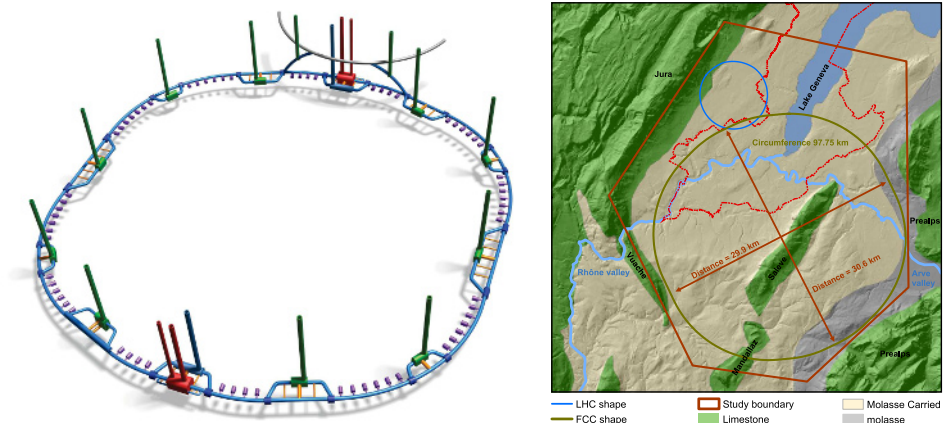 Jura
Lake Geneva
Circumference 97.75 km
Prealps
Distance = 29.9 km
Vuache
Salève
Rhône valley
Distance = 30.6 km
Arve
valley
Mandallaz
Prealps
LHC shape
Study boundary
Molasse Carried
FCC shape
Limestone
molasse